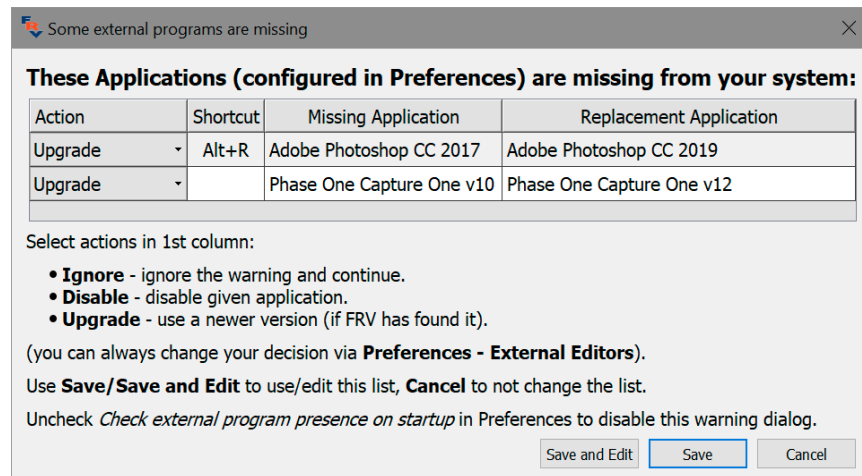 FRV Some external programs are missing
These Applications (configured in Preferences) are missing from your system:
Action Shortcut Missing Application Replacement Application
Upgrade Alt+R Adobe Photoshop CC 2017 Adobe Photoshop CC 2019
Upgrade Phase One Capture One v10 Phase One Capture One v12
Select actions in 1st column:
• Ignore - ignore the warning and continue.
• Disable - disable given application.
• Upgrade - use a newer version (if FRV has found it).
(you can always change your decision via Preferences - External Editors).
Use Save/Save and Edit to use/edit this list, Cancel to not change the list.
Uncheck Check external program presence on startup in Preferences to disable this warning dialog.
Save and Edit Save Cancel